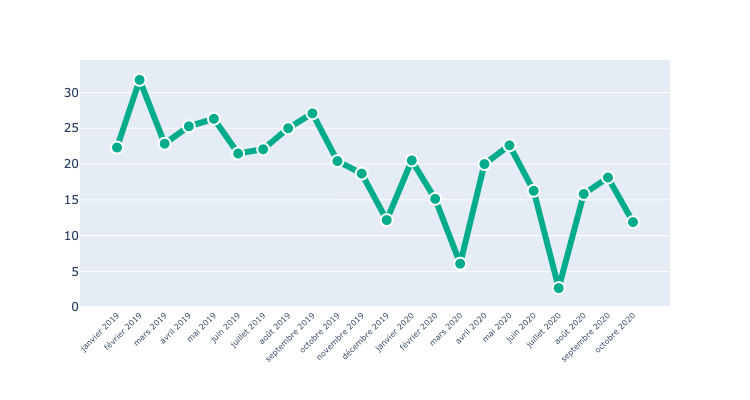 30
25
20
15
10
5
0
janvier 2019
février 2019
mars 2019
avril 2019
mai 2019
juin 2019
juillet 2019
août 2019
septembre 2019
octobre 2019
novembre 2019
décembre 2019
janvier 2020
février 2020
mars 2020
avril 2020
mai 2020
juin 2020
juillet 2020
août 2020
septembre 2020
octobre 2020